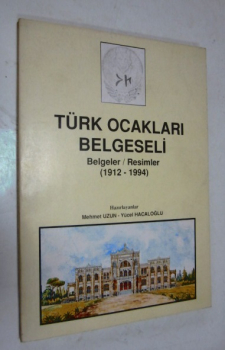 TÜRK OCAKLARI
BELGESELİ
Belgeler / Resimler
(1912 - 1994)
Hazırlayanlar
Mehmet UZUN - Yücel HACALOĞLU